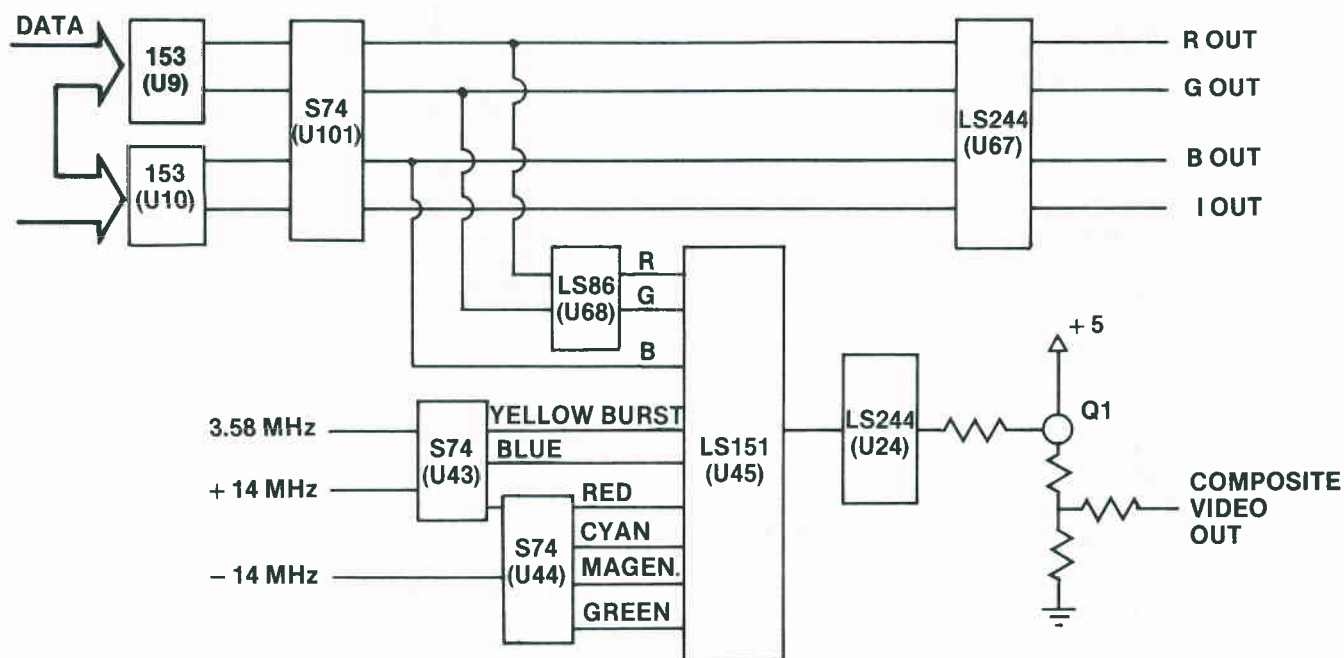 DATA
153
(U9)
153
(U10)
S74
(U101)
LS244
(U67)
R OUT
G OUT
B OUT
I OUT
LS86
(U68)
R
G
B
3.58 MHz
+ 14 MHz
- 14 MHz
S74
(U43)
S74
(U44)
YELLOW BURST
BLUE
RED
CYAN
MAGEN.
GREEN
LS151
(U45)
LS244
(U24)
+ 5
Q1
COMPOSITE
VIDEO
OUT